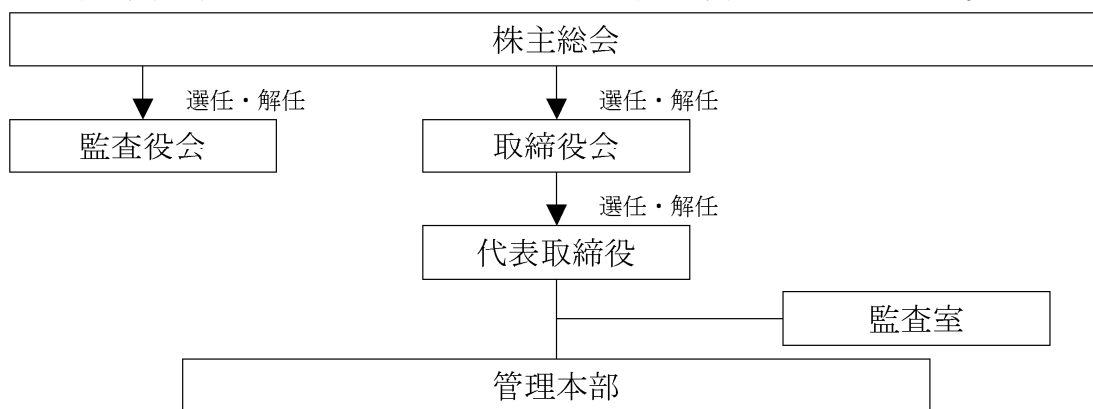 株主総会
選任・解任
選任・解任
監査役会
取締役会
選任・解任
代表取締役
監査室
管理本部